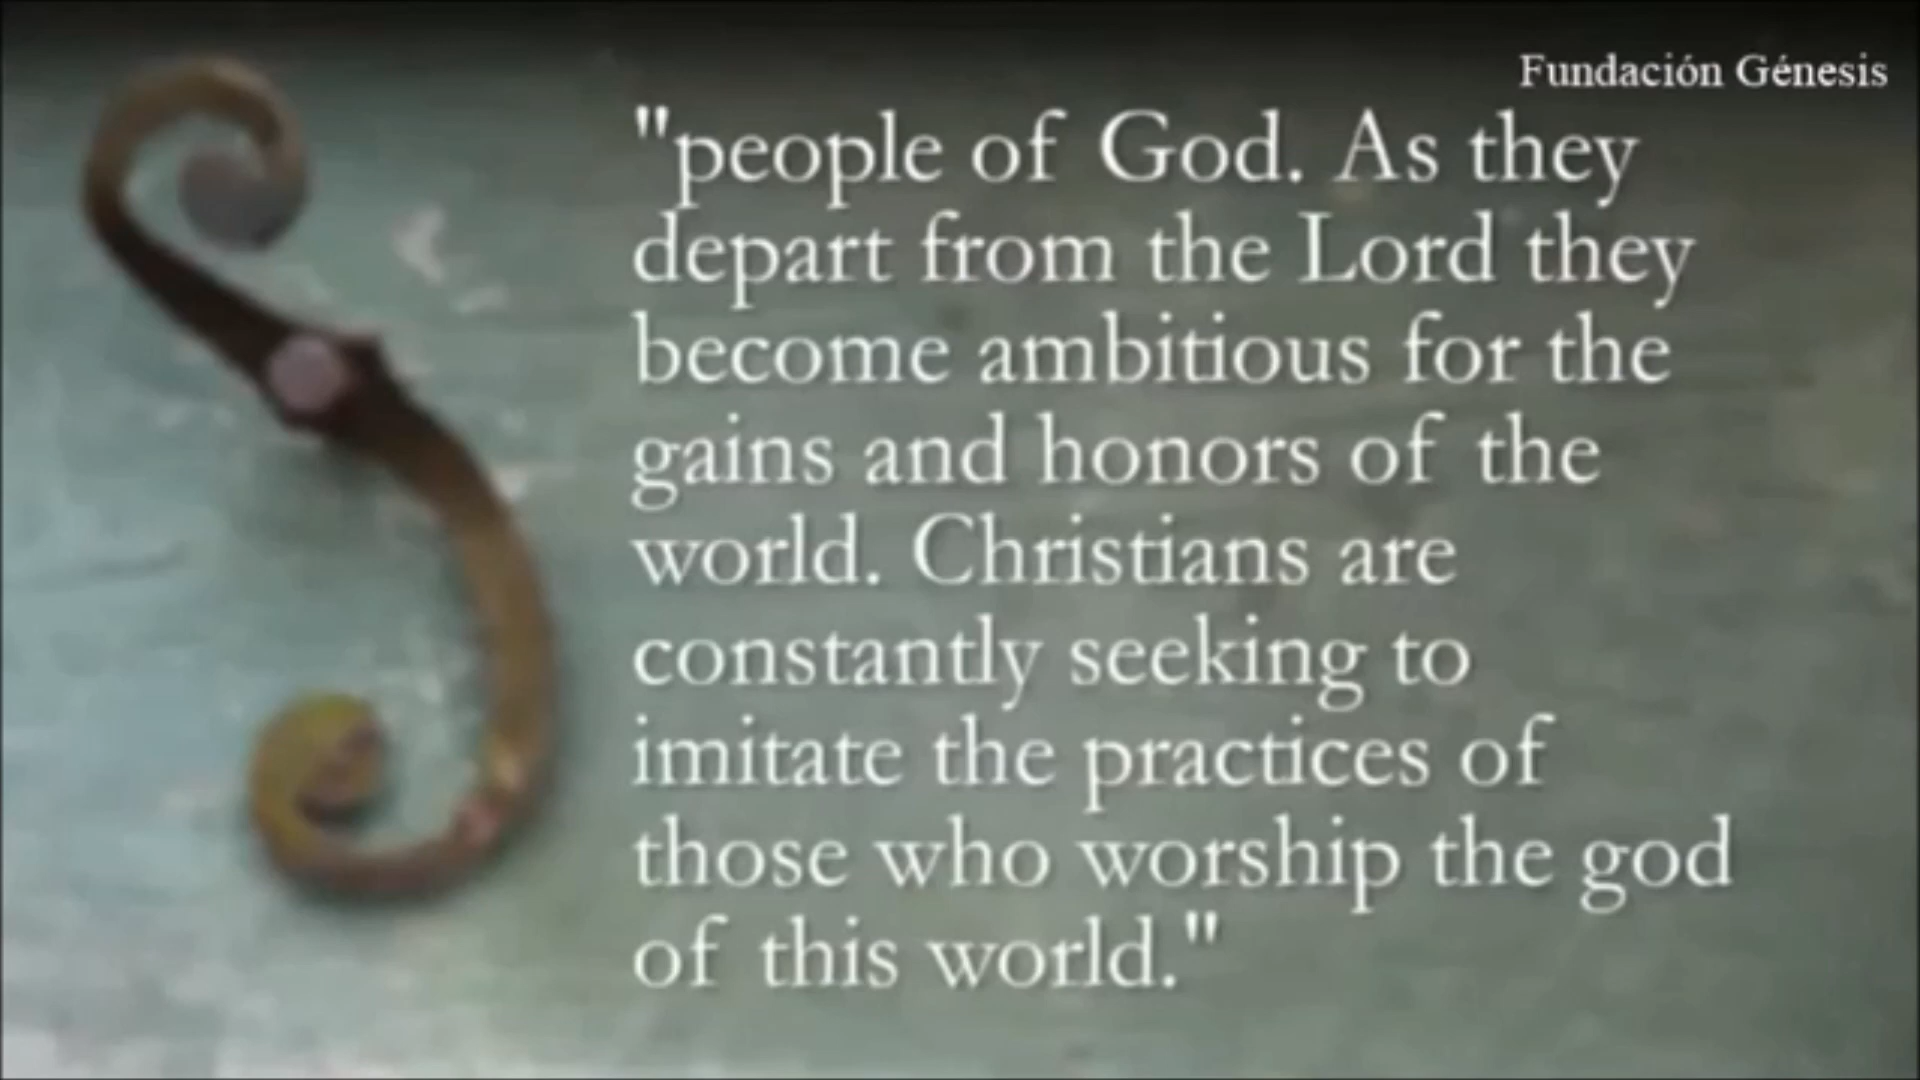 Fundación Génesis
"people of God. As they
depart from the Lord they
become ambitious for the
gains and honors of the
world. Christians are
constantly seeking to
imitate the practices of
those who worship the god
of this world."